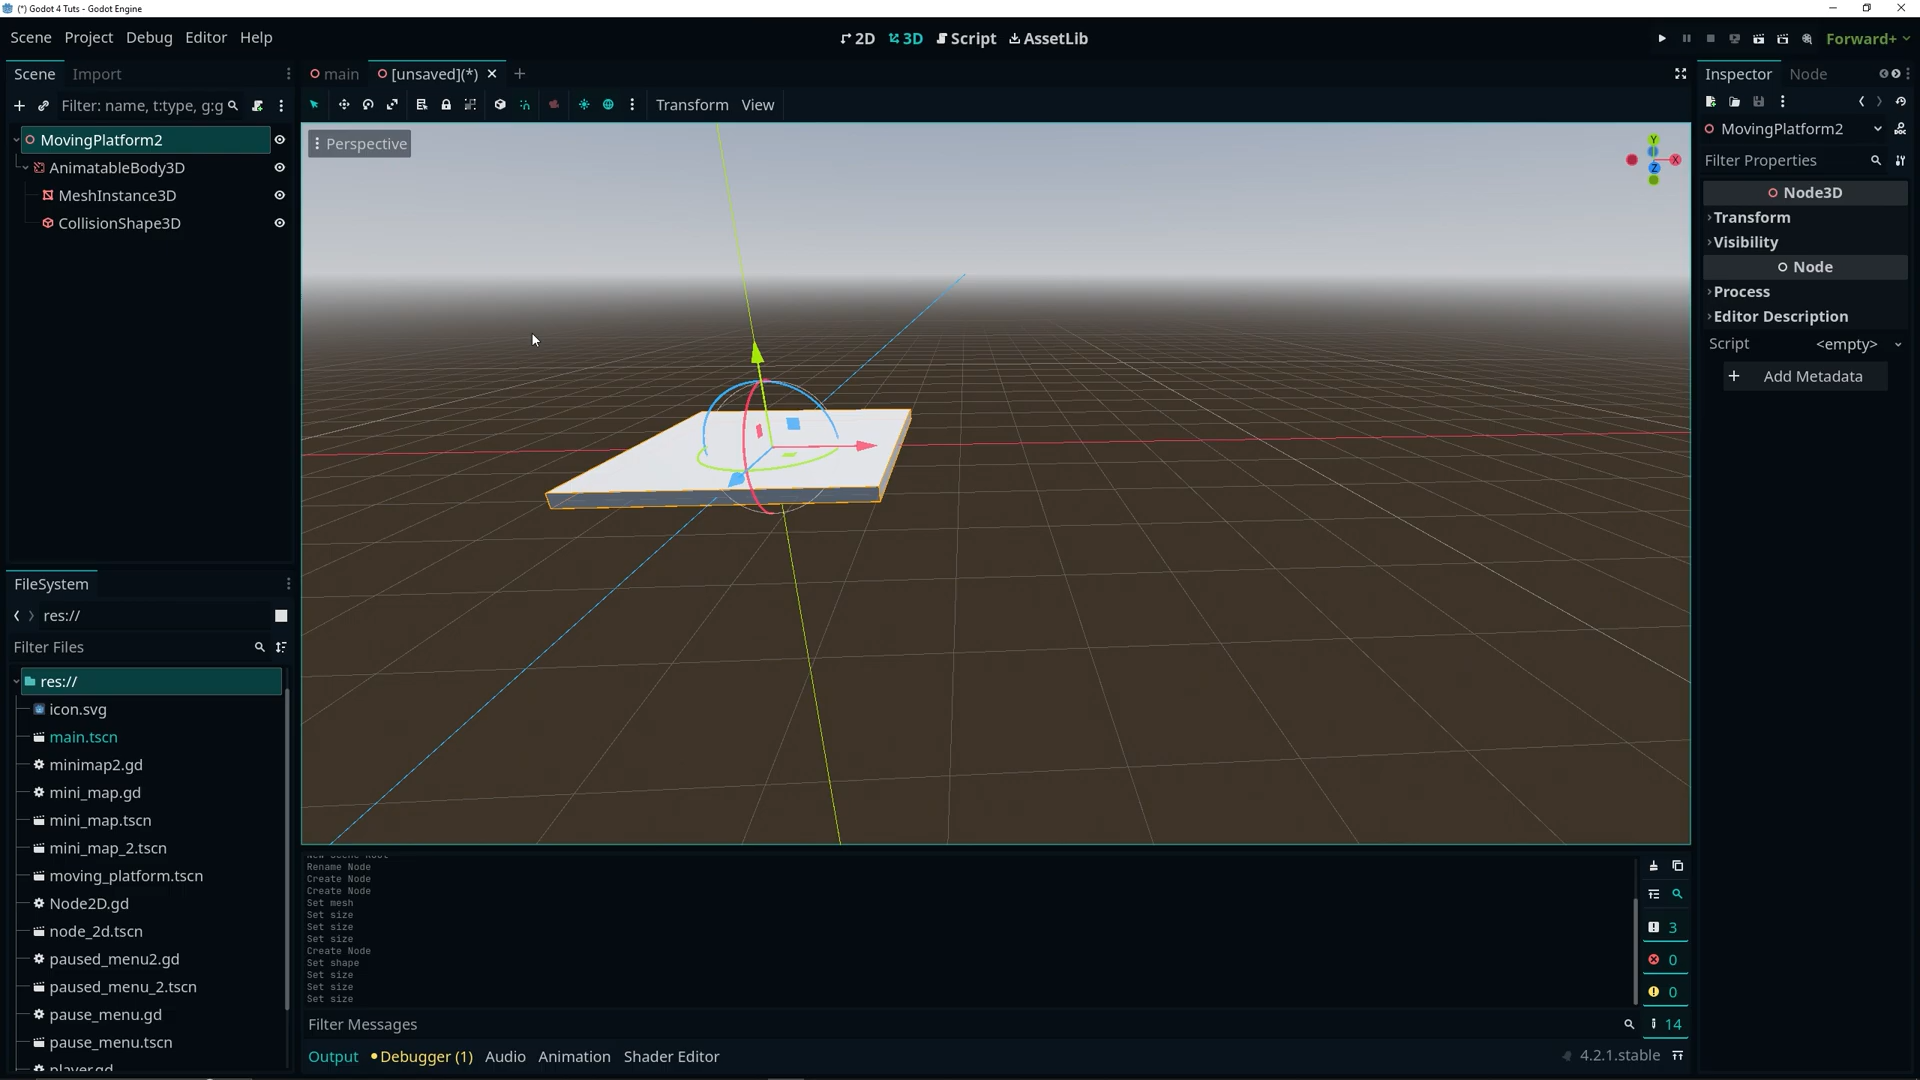 (*) Godot 4 Tuts - Godot Engine
Scene Project Debug Editor Help
2D 3D Script AssetLib
Forward+
Scene Import
main [unsaved](*)
Inspector Node
Filter: name, t:type, g:g
Transform View
MovingPlatform2
AnimatableBody3D
MeshInstance3D
CollisionShape3D
Perspective
Y
X
Z
MovingPlatform2
Filter Properties
Node3D
Transform
Visibility
Node
Process
Editor Description
Script <empty>
+ Add Metadata
FileSystem
res://
Filter Files
res://
icon.svg
main.tscn
minimap2.gd
mini_map.gd
mini_map.tscn
mini_map_2.tscn
moving_platform.tscn
Node2D.gd
node_2d.tscn
paused_menu2.gd
paused_menu_2.tscn
pause_menu.gd
pause_menu.tscn
player.gd
New Scene Root
Rename Node
Create Node
Create Node
Set mesh
Set size
Set size
Set size
Create Node
Set shape
Set size
Set size
Set size
3
0
0
14
Filter Messages
Output Debugger (1) Audio Animation Shader Editor
4.2.1.stable